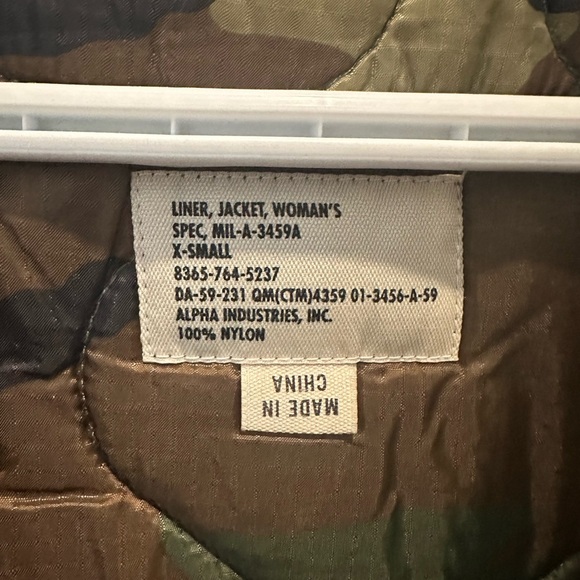 LINER, JACKET, WOMAN'S
SPEC, MIL-A-3459A
X-SMALL
8365-764-5237
DA-59-231 QM(CTM)4359 01-3456-A-59
ALPHA INDUSTRIES, INC.
100% NYLON
MADE IN
CHINA